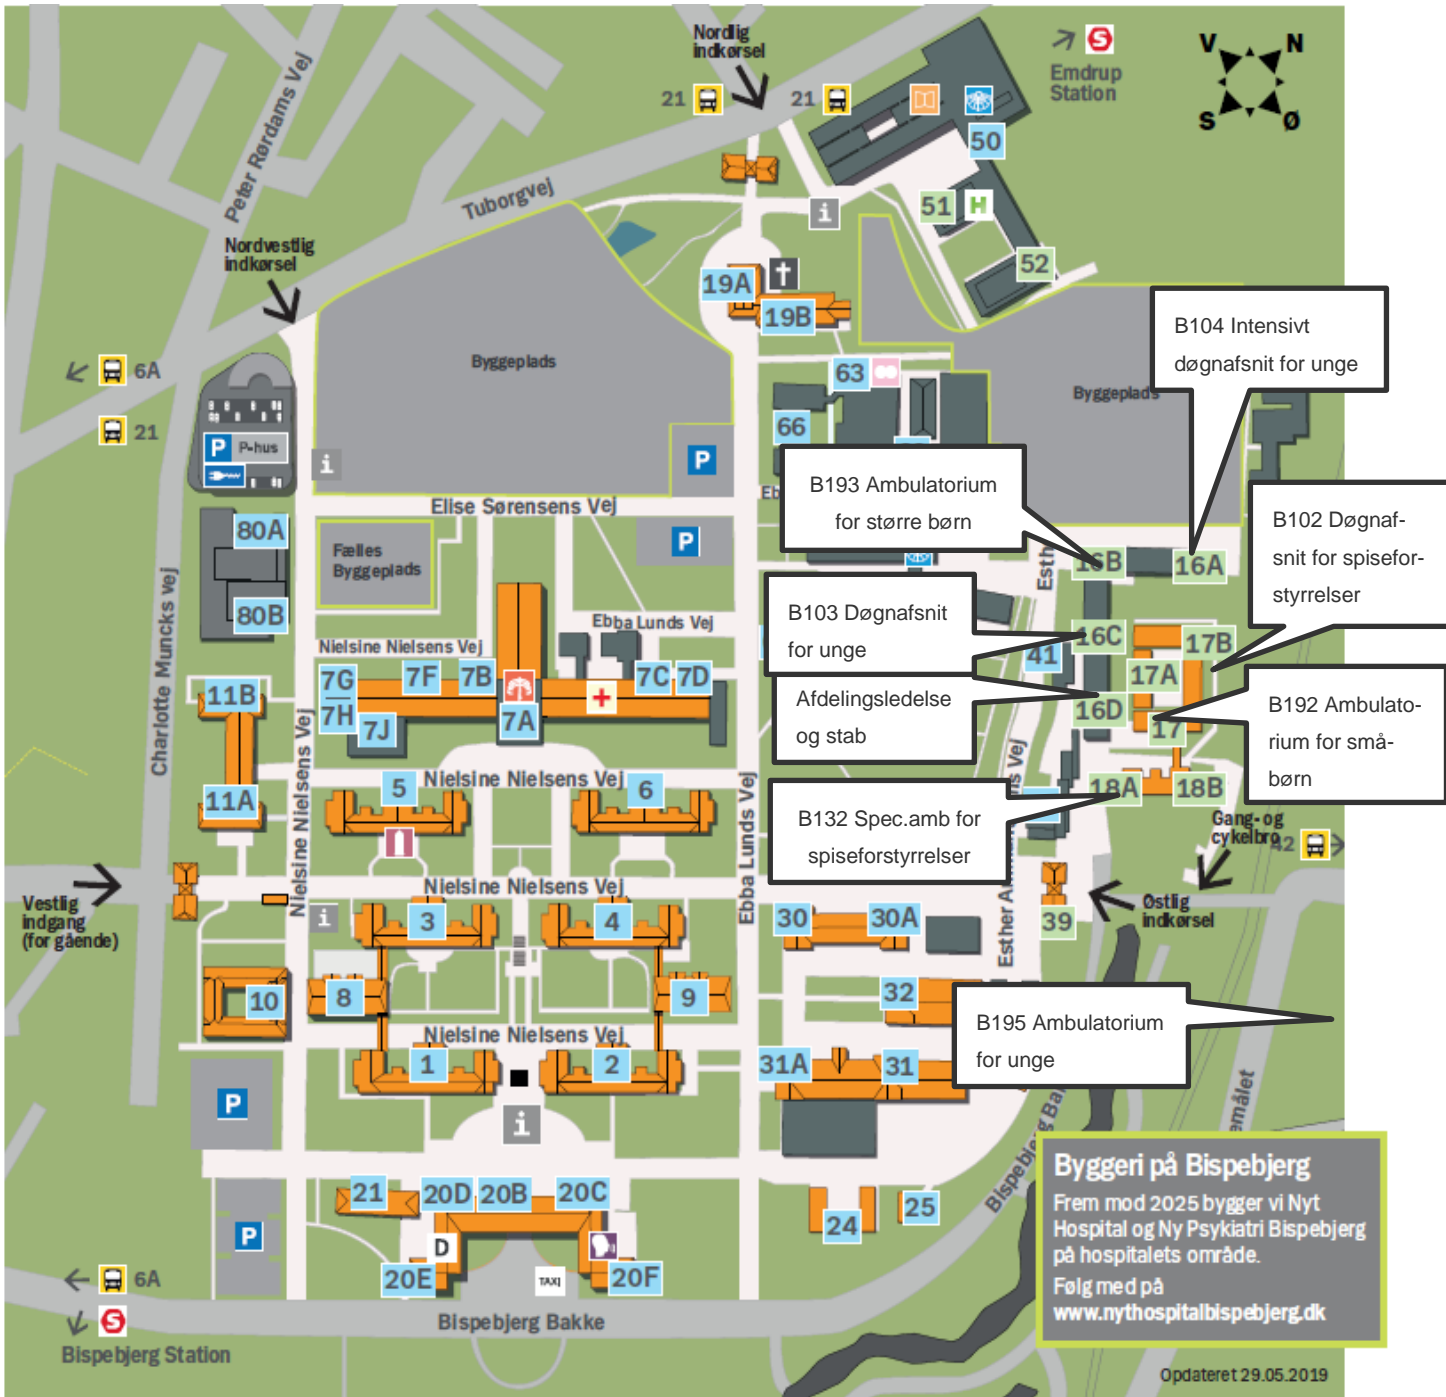 Nordlig
indkørsel
21
21
Emdrup
Station
V
N
S
Ø
Peter Rørdams Vej
Tuborgvej
50
51
H
52
Nordvestlig
indkørsel
i
19A
19B
Byggeplads
63
66
Byggeplads
B104 Intensivt
døgnafsnit for unge
6A
21
P
P-hus
i
P
Elise Sørensens Vej
B193 Ambulatorium
for større børn
B102 Døgnaf-
snit for spisefor-
styrrelser
80A
80B
Fælles
Byggeplads
P
16B
16A
Charlotte Muncks vej
Nielsine Nielsens Vej
Ebba Lunds Vej
B103 Døgnafsnit
for unge
16C
41
17B
17A
7G
7H
7F
7B
7A
7C
7D
7J
Afdelingsledelse
og stab
16D
17
B192 Ambulato-
rium for små-
børn
11B
11A
Nielsine Nielsens Vej
Nielsine Nielsens Vej
5
6
Ebba Lunds Vej
B132 Spec.amb for
spiseforstyrrelser
18A
18B
Gang- og
cykelbro
42
Vestlig
indgang
(for gående)
Nielsine Nielsens Vej
i
3
4
30
30A
39
Østlig
indkørsel
10
8
9
32
B195 Ambulatorium
for unge
Nielsine Nielsens Vej
1
2
31A
31
P
i
Bispebjerg Bak
emålet
21
20D
20B
20C
24
25
P
D
20E
TAXI
20F
6A
Bispebjerg Station
Bispebjerg Bakke
Byggeri på Bispebjerg
Frem mod 2025 bygger vi Nyt
Hospital og Ny Psykiatri Bispebjerg
på hospitalets område.
Følg med på
www.nythospitalbispebjerg.dk
Opdateret 29.05.2019